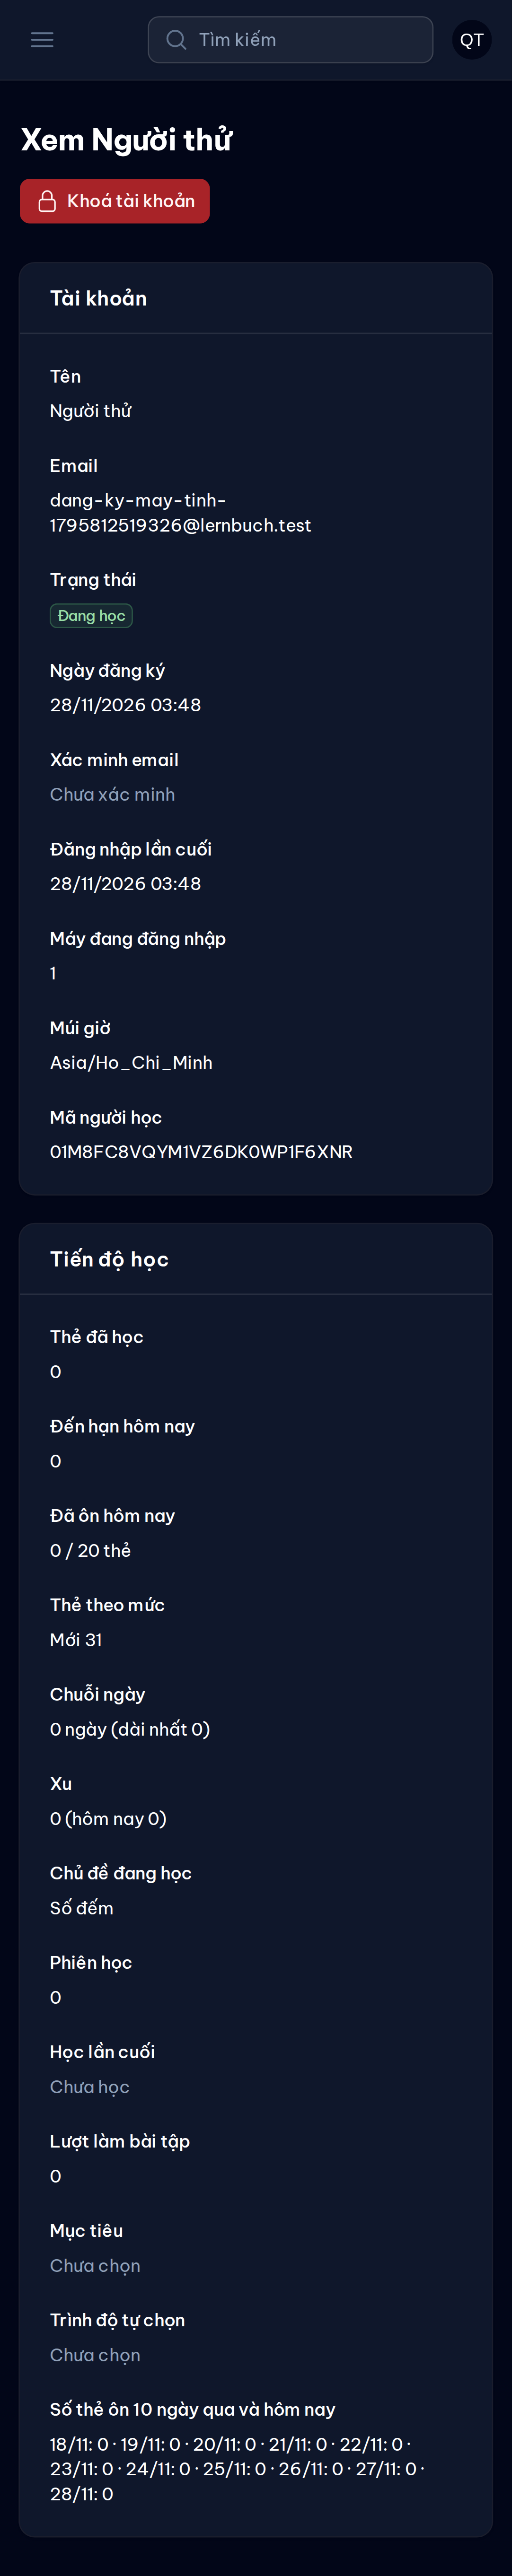 Tìm kiếm
QT
Xem Người thử
Khoá tài khoản
Tài khoản
Tên
Người thử
Email
dang-ky-may-tinh-
1795812519326@lernbuch.test
Trạng thái
Đang học
Ngày đăng ký
28/11/2026 03:48
Xác minh email
Chưa xác minh
Đăng nhập lần cuối
28/11/2026 03:48
Máy đang đăng nhập
1
Múi giờ
Asia/Ho_Chi_Minh
Mã người học
01M8FC8VQYM1VZ6DK0WP1F6XNR
Tiến độ học
Thẻ đã học
0
Đến hạn hôm nay
0
Đã ôn hôm nay
0 / 20 thẻ
Thẻ theo mức
Mới 31
Chuỗi ngày
0 ngày (dài nhất 0)
Xu
0 (hôm nay 0)
Chủ đề đang học
Số đếm
Phiên học
0
Học lần cuối
Chưa học
Lượt làm bài tập
0
Mục tiêu
Chưa chọn
Trình độ tự chọn
Chưa chọn
Số thẻ ôn 10 ngày qua và hôm nay
18/11: 0 · 19/11: 0 · 20/11: 0 · 21/11: 0 · 22/11: 0 ·
23/11: 0 · 24/11: 0 · 25/11: 0 · 26/11: 0 · 27/11: 0 ·
28/11: 0